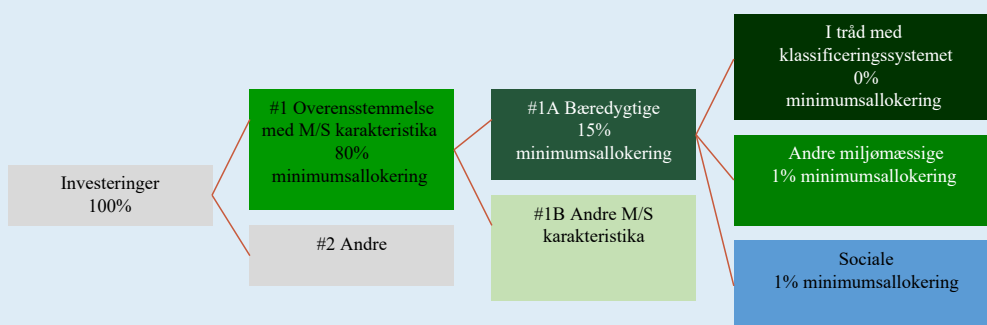 Investeringer
100%
#1 Overensstemmelse
med M/S karakteristika
80%
minimumsallokering
#2 Andre
#1A Bæredygtige
15%
minimumsallokering
#1B Andre M/S
karakteristika
I tråd med
klassificeringssystemet
0%
minimumsallokering
Andre miljømæssige
1% minimumsallokering
Sociale
1% minimumsallokering